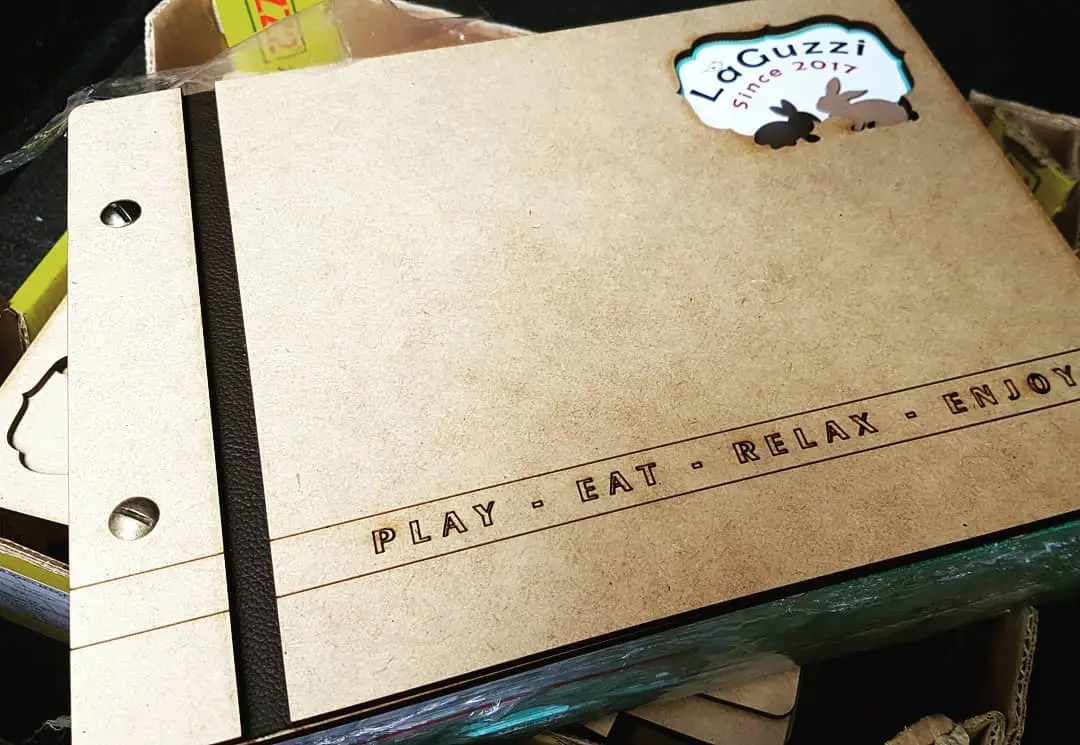 LaGuzzi
Since 2017
PLAY - EAT - RELAX - ENJOY